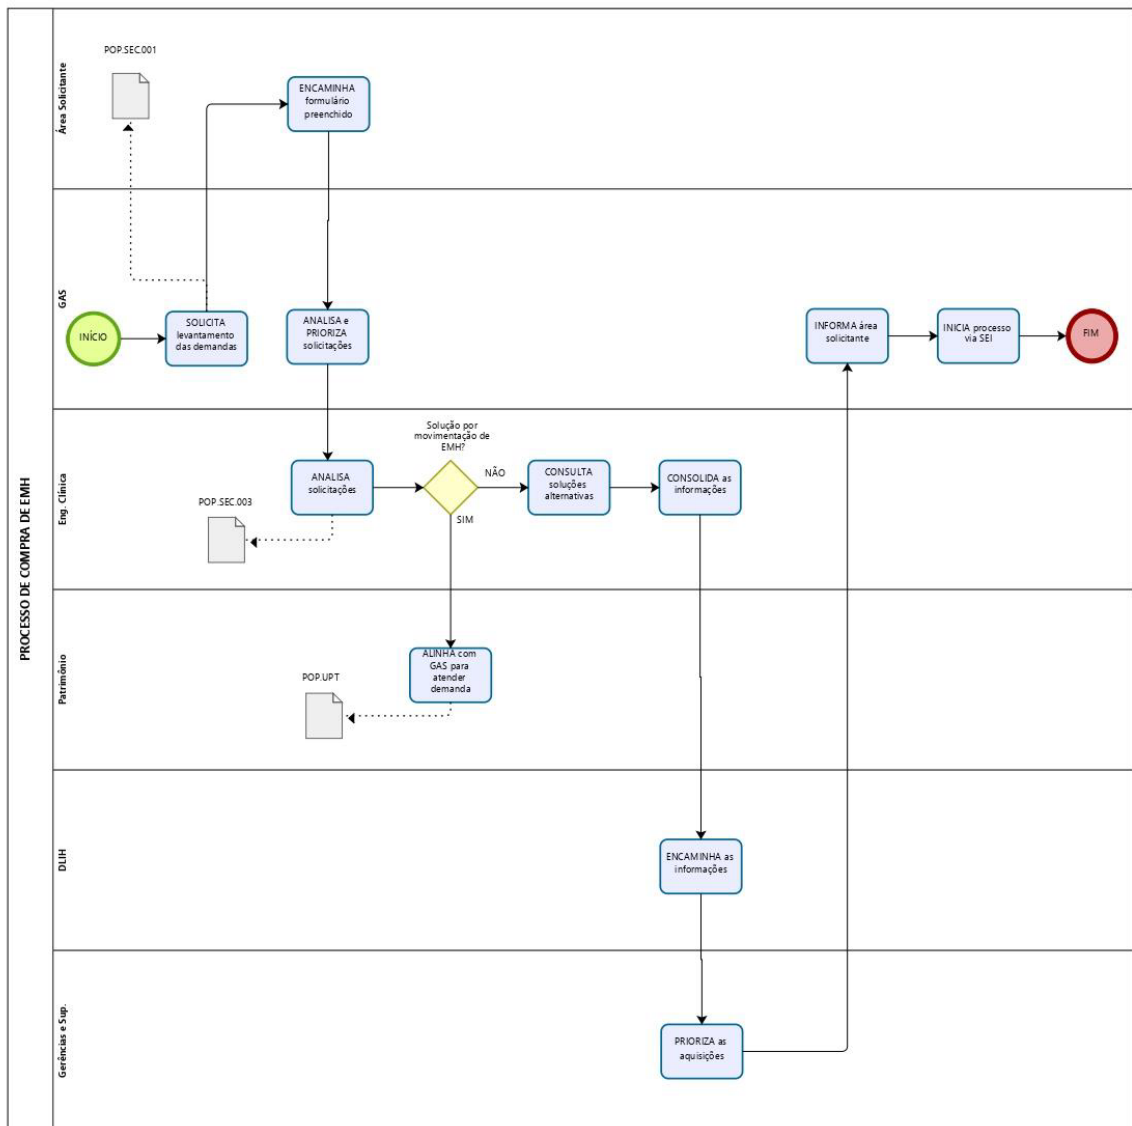 PROCESSO DE COMPRA DE EMH
Área Solicitante
POP.SEC.001
ENCAMINHA
formulário
preenchido
GAS
INÍCIO
SOLICITA
levantamento
das demandas
ANALISA e
PRIORIZA
solicitações
INFORMA área
solicitante
INICIA processo
via SEI
FIM
Eng. Clínica
POP.SEC.003
ANALISA
solicitações
Solução por
movimentação de
EMH?
NÃO
SIM
CONSULTA
soluções
alternativas
CONSOLIDA as
informações
Patrimônio
POP.UPT
ALINHA com
GAS para
atender
demanda
DLIH
ENCAMINHA as
informações
Gerências e Sup.
PRIORIZA as
aquisições